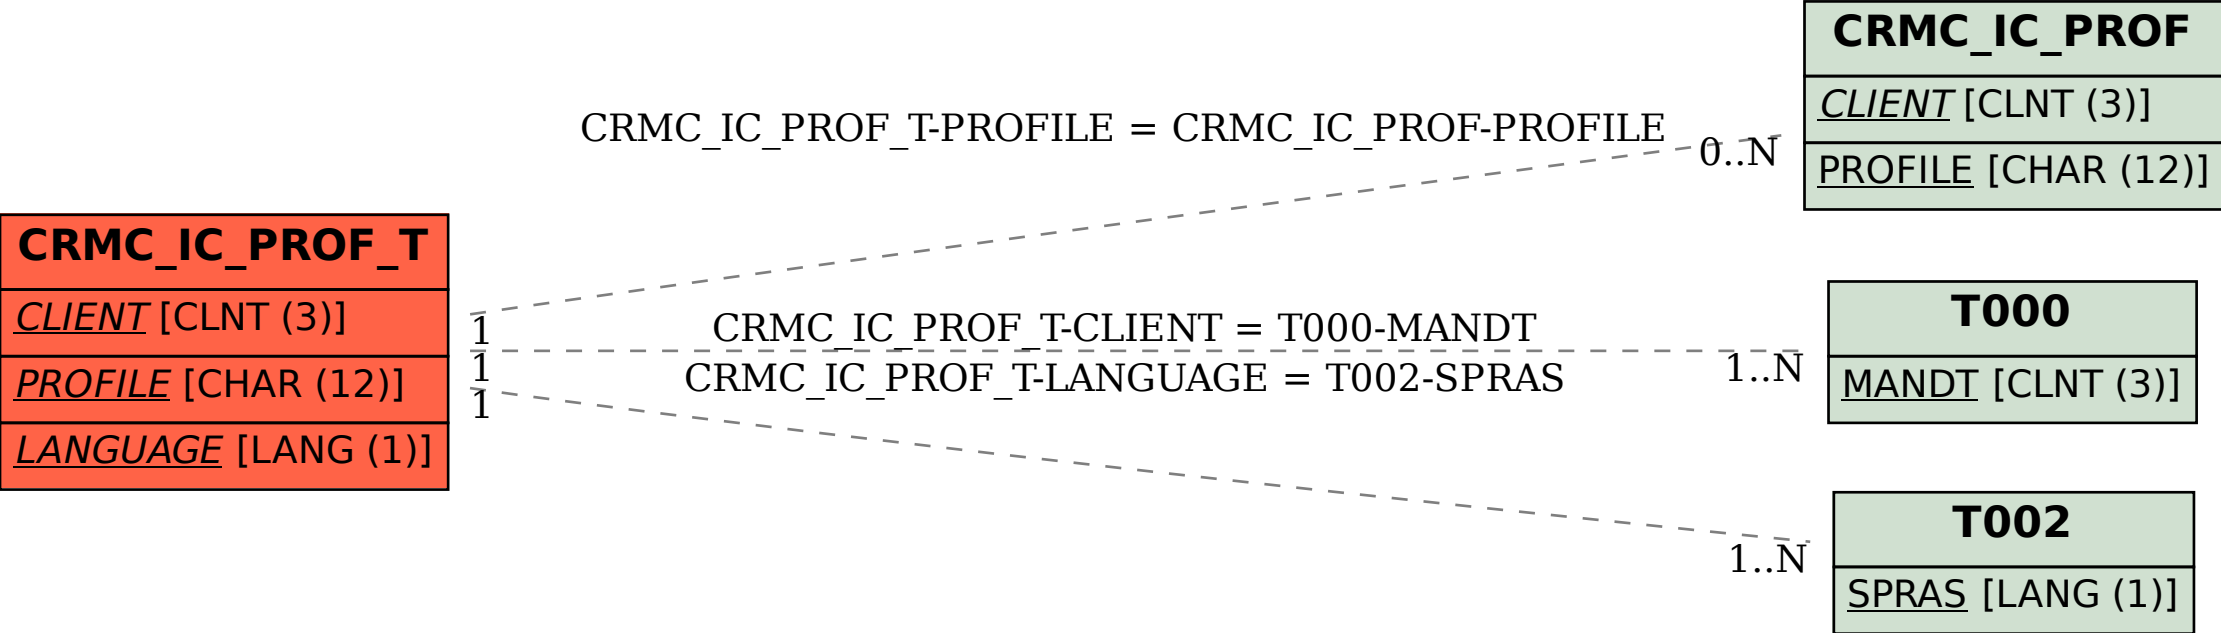 CRMC_IC_PROF
CLIENT [CLNT (3)]
PROFILE [CHAR (12)]
CRMC_IC_PROF_T-PROFILE = CRMC_IC_PROF-PROFILE
0..N
CRMC_IC_PROF_T
CLIENT [CLNT (3)]
PROFILE [CHAR (12)]
LANGUAGE [LANG (1)]
1
1
1
CRMC_IC_PROF_T-CLIENT = T000-MANDT
CRMC_IC_PROF_T-LANGUAGE = T002-SPRAS
1..N
T000
MANDT [CLNT (3)]
1..N
T002
SPRAS [LANG (1)]